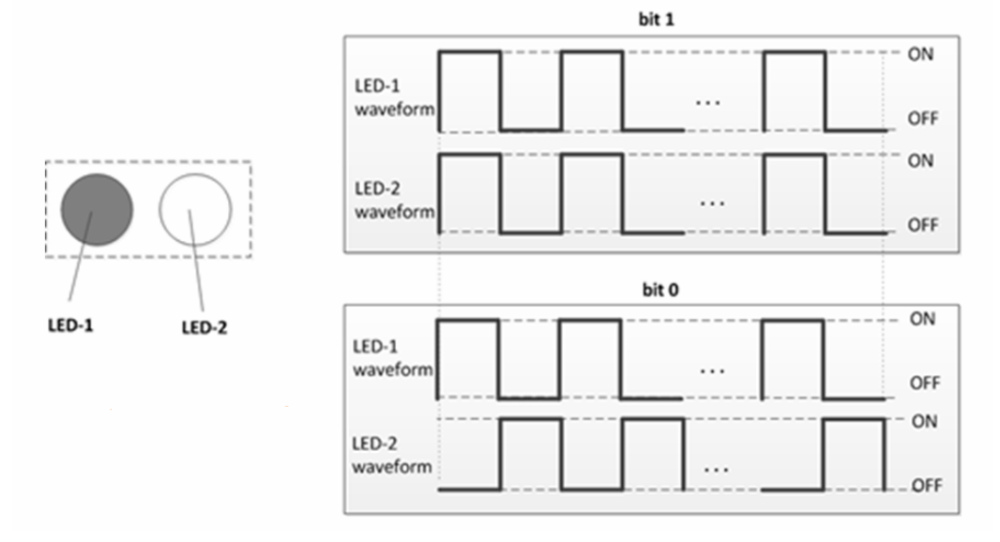 bit 1
LED-1
waveform
ON
...
OFF
LED-2
waveform
ON
...
OFF
LED-1
LED-2
bit 0
LED-1
waveform
ON
...
OFF
LED-2
waveform
ON
...
OFF